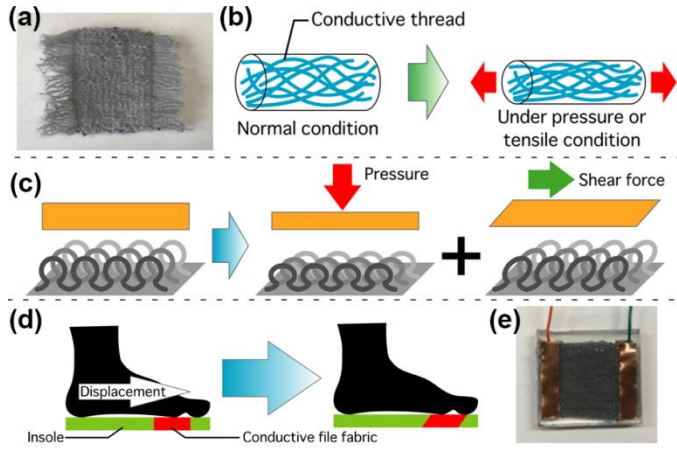 (a)
(b)
Conductive thread
Normal condition
Under pressure or
tensile condition
(c)
Pressure
Shear force
(d)
Displacement
Insole
Conductive file fabric
(e)